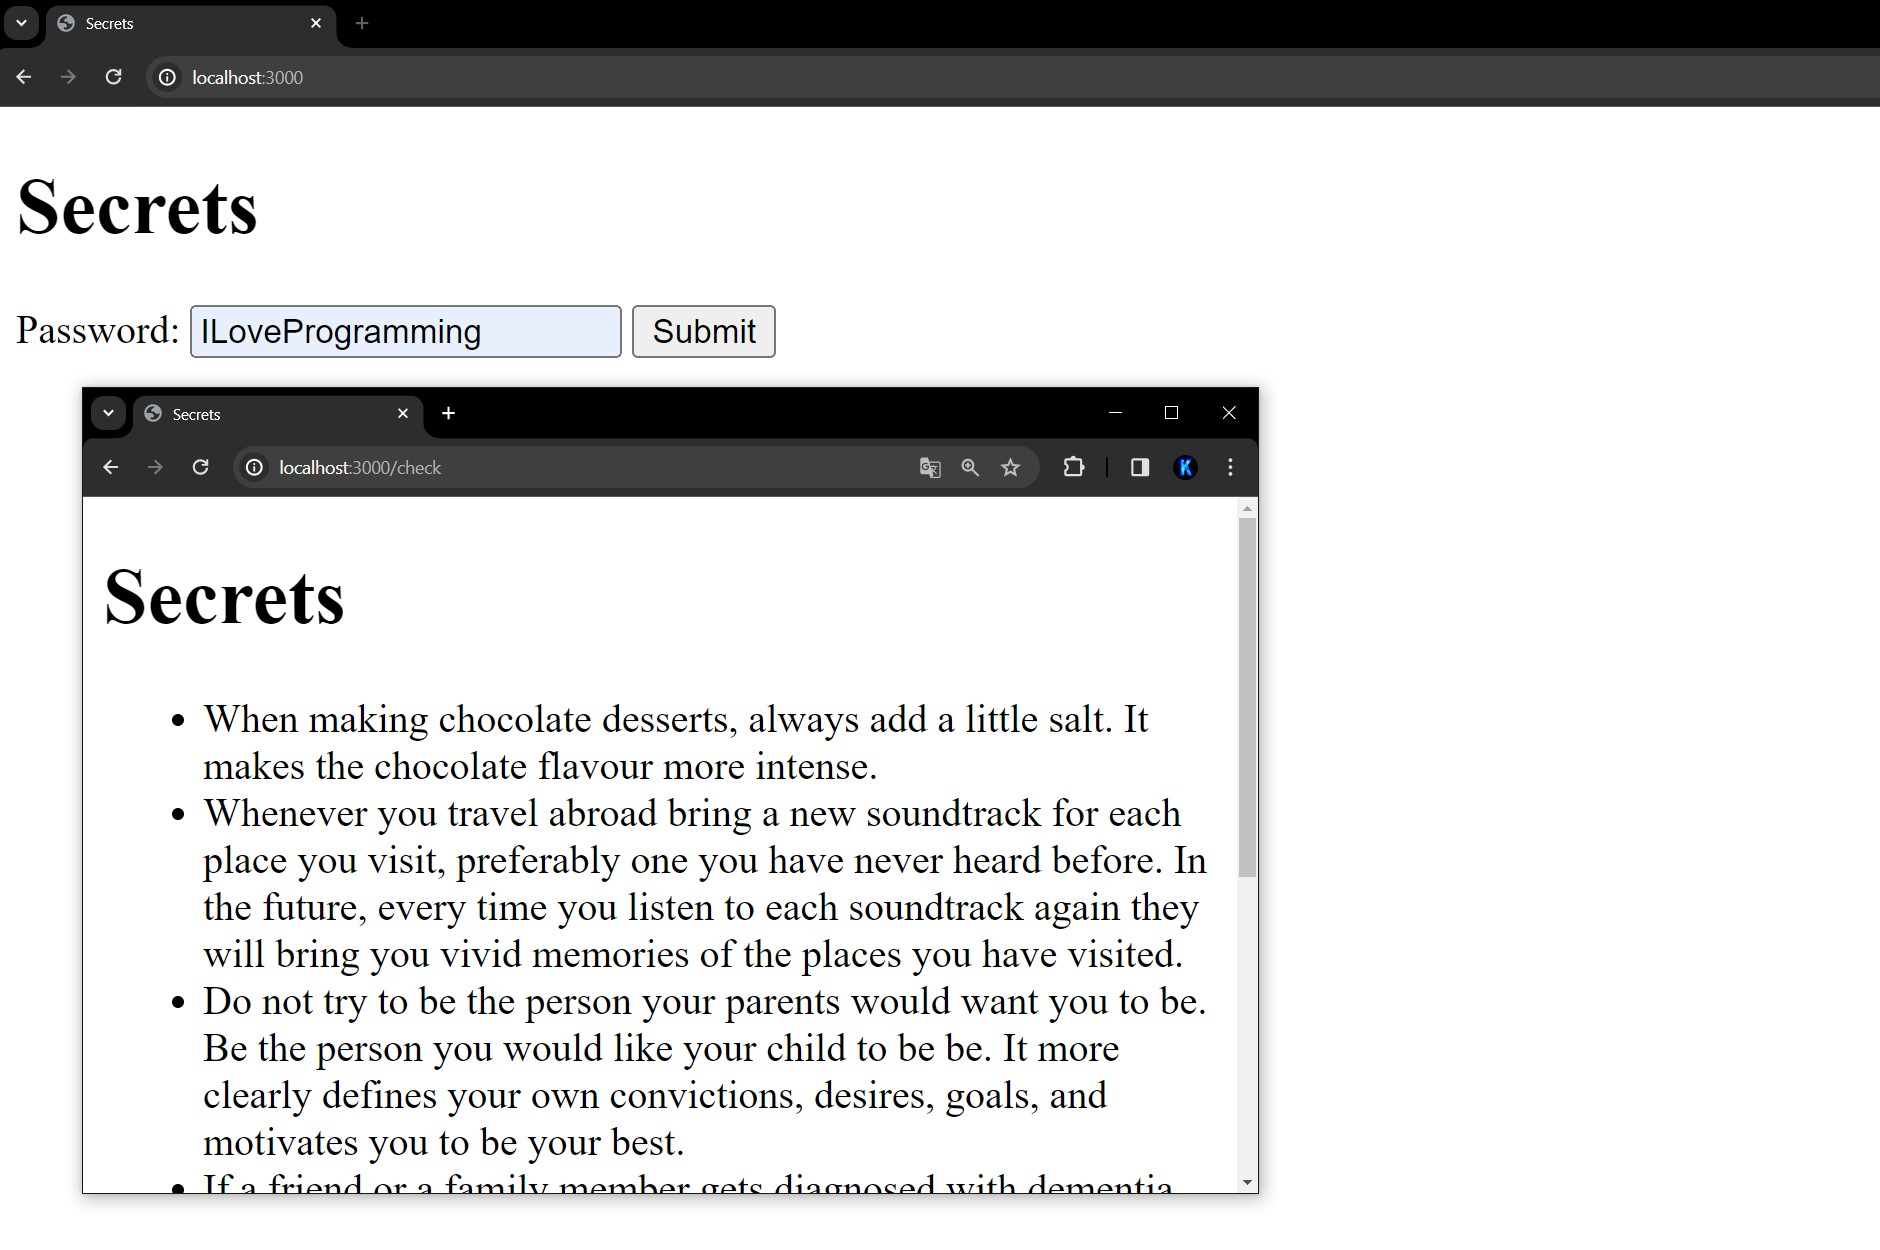 Secrets
localhost:3000
Secrets
Password: ILoveProgramming Submit
Secrets
localhost:3000/check
Secrets
When making chocolate desserts, always add a little salt. It
makes the chocolate flavour more intense.
Whenever you travel abroad bring a new soundtrack for each
place you visit, preferably one you have never heard before. In
the future, every time you listen to each soundtrack again they
will bring you vivid memories of the places you have visited.
Do not try to be the person your parents would want you to be.
Be the person you would like your child to be be. It more
clearly defines your own convictions, desires, goals, and
motivates you to be your best.
If a friend or a family member gets diagnosed with dementia